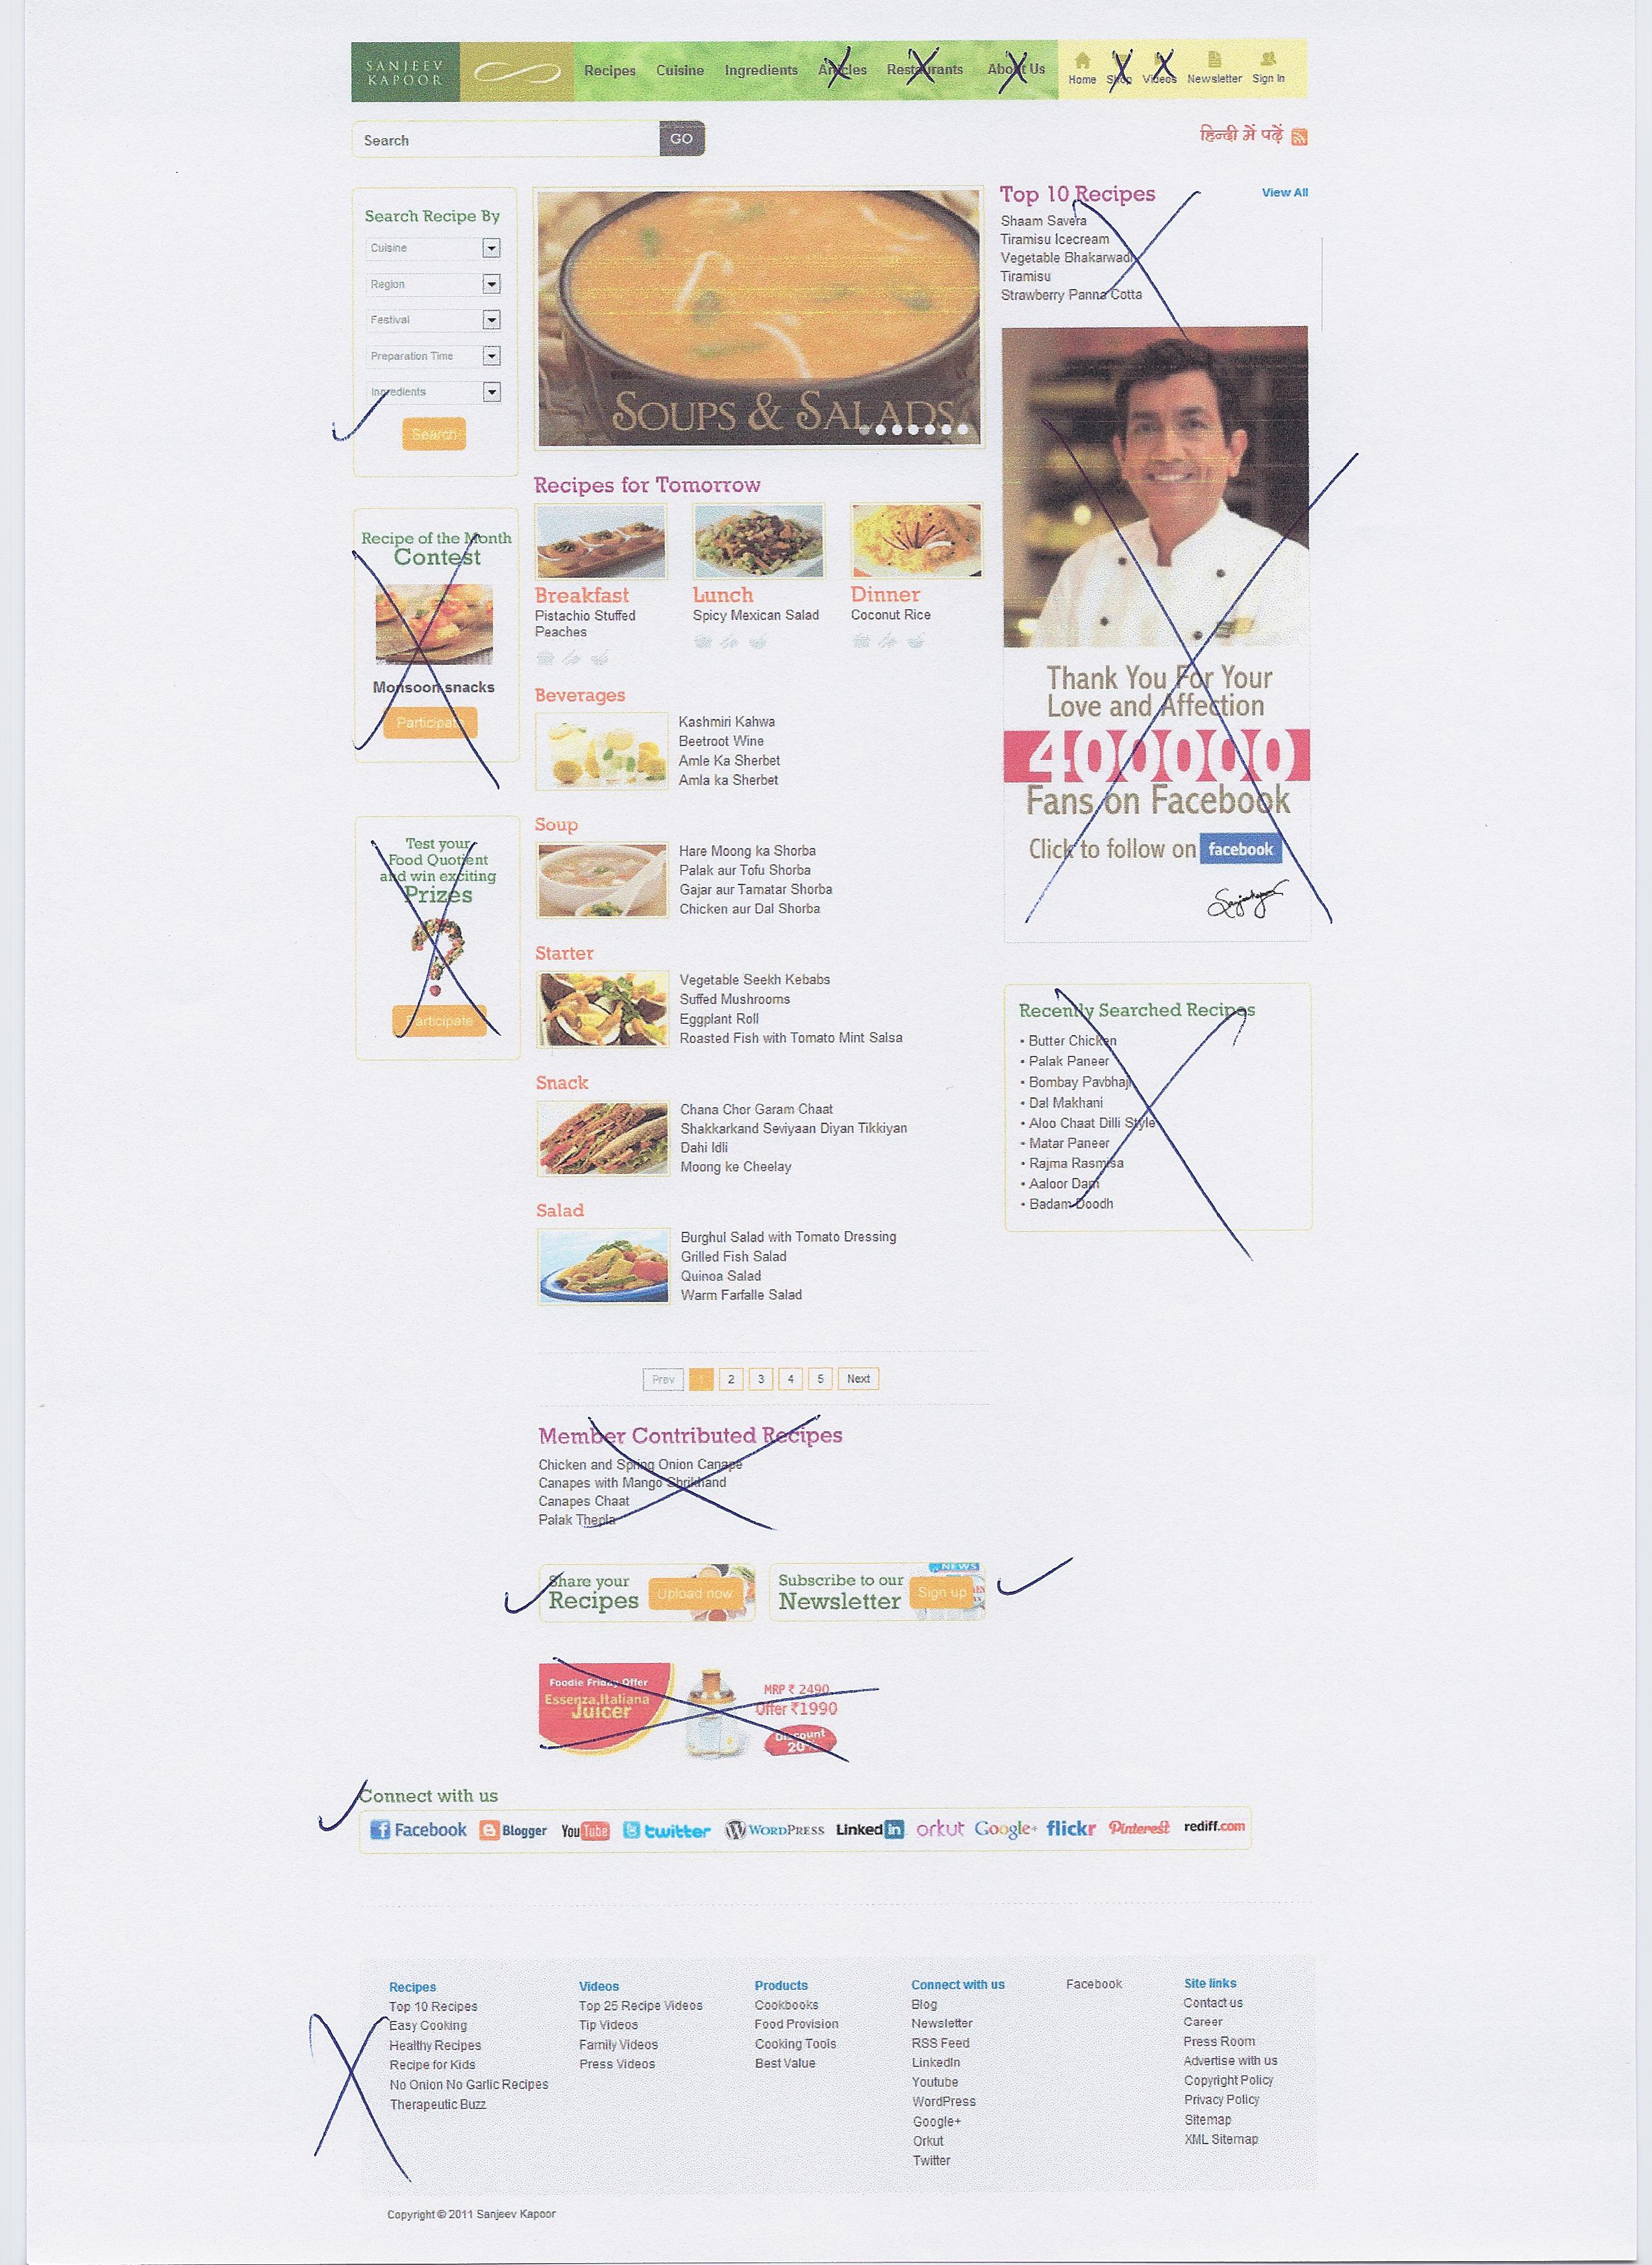 SANJEEV
KAPOOR
Recipes Cuisine Ingredients Articles Restaurants About Us Home Shop Videos Newsletter Sign In
Search GO
हिन्दी में पढ़ें
Search Recipe By
Cuisine
Region
Festival
Preparation Time
Ingredients
Search
Recipe of the Month
Contest
Monsoon snacks
Participate
Test your
Food Quotient
and win exciting
Prizes
Participate
SOUPS & SALADS
Recipes for Tomorrow
Breakfast
Pistachio Stuffed
Peaches
Lunch
Spicy Mexican Salad
Dinner
Coconut Rice
Beverages
Kashmiri Kahwa
Beetroot Wine
Amle Ka Sherbet
Amla ka Sherbet
Soup
Hare Moong ka Shorba
Palak aur Tofu Shorba
Gajar aur Tamatar Shorba
Chicken aur Dal Shorba
Starter
Vegetable Seekh Kebabs
Suffed Mushrooms
Eggplant Roll
Roasted Fish with Tomato Mint Salsa
Snack
Chana Chor Garam Chaat
Shakkarkand Seviyaan Diyan Tikkiyan
Dahi Idli
Moong ke Cheelay
Salad
Burghul Salad with Tomato Dressing
Grilled Fish Salad
Quinoa Salad
Warm Farfalle Salad
Prev 1 2 3 4 5 Next
Member Contributed Recipes
Chicken and Spring Onion Canape
Canapes with Mango Shrikhand
Canapes Chaat
Palak Thepla
Share your
Recipes
Upload now
Subscribe to our
Newsletter
NEWS
Sign up
Foodie Friday Offer
Essenza Italiana
Juicer
MRP ₹ 2490
Offer ₹1990
Discount
20%
Top 10 Recipes View All
Shaam Savera
Tiramisu Icecream
Vegetable Bhakarwadi
Tiramisu
Strawberry Panna Cotta
Thank You For Your
Love and Affection
400000
Fans on Facebook
Click to follow on facebook
Recently Searched Recipes
• Butter Chicken
• Palak Paneer
• Bombay Pavbhaji
• Dal Makhani
• Aloo Chaat Dilli Style
• Matar Paneer
• Rajma Rasmisa
• Aaloor Dam
• Badam Doodh
Connect with us
Facebook Blogger YouTube twitter WORDPRESS Linked in orkut Google+ flickr Pinterest rediff.com
Recipes
Top 10 Recipes
Easy Cooking
Healthy Recipes
Recipe for Kids
No Onion No Garlic Recipes
Therapeutic Buzz
Videos
Top 25 Recipe Videos
Tip Videos
Family Videos
Press Videos
Products
Cookbooks
Food Provision
Cooking Tools
Best Value
Connect with us
Blog
Newsletter
RSS Feed
LinkedIn
Youtube
WordPress
Google+
Orkut
Twitter
Facebook
Site links
Contact us
Career
Press Room
Advertise with us
Copyright Policy
Privacy Policy
Sitemap
XML Sitemap
Copyright © 2011 Sanjeev Kapoor